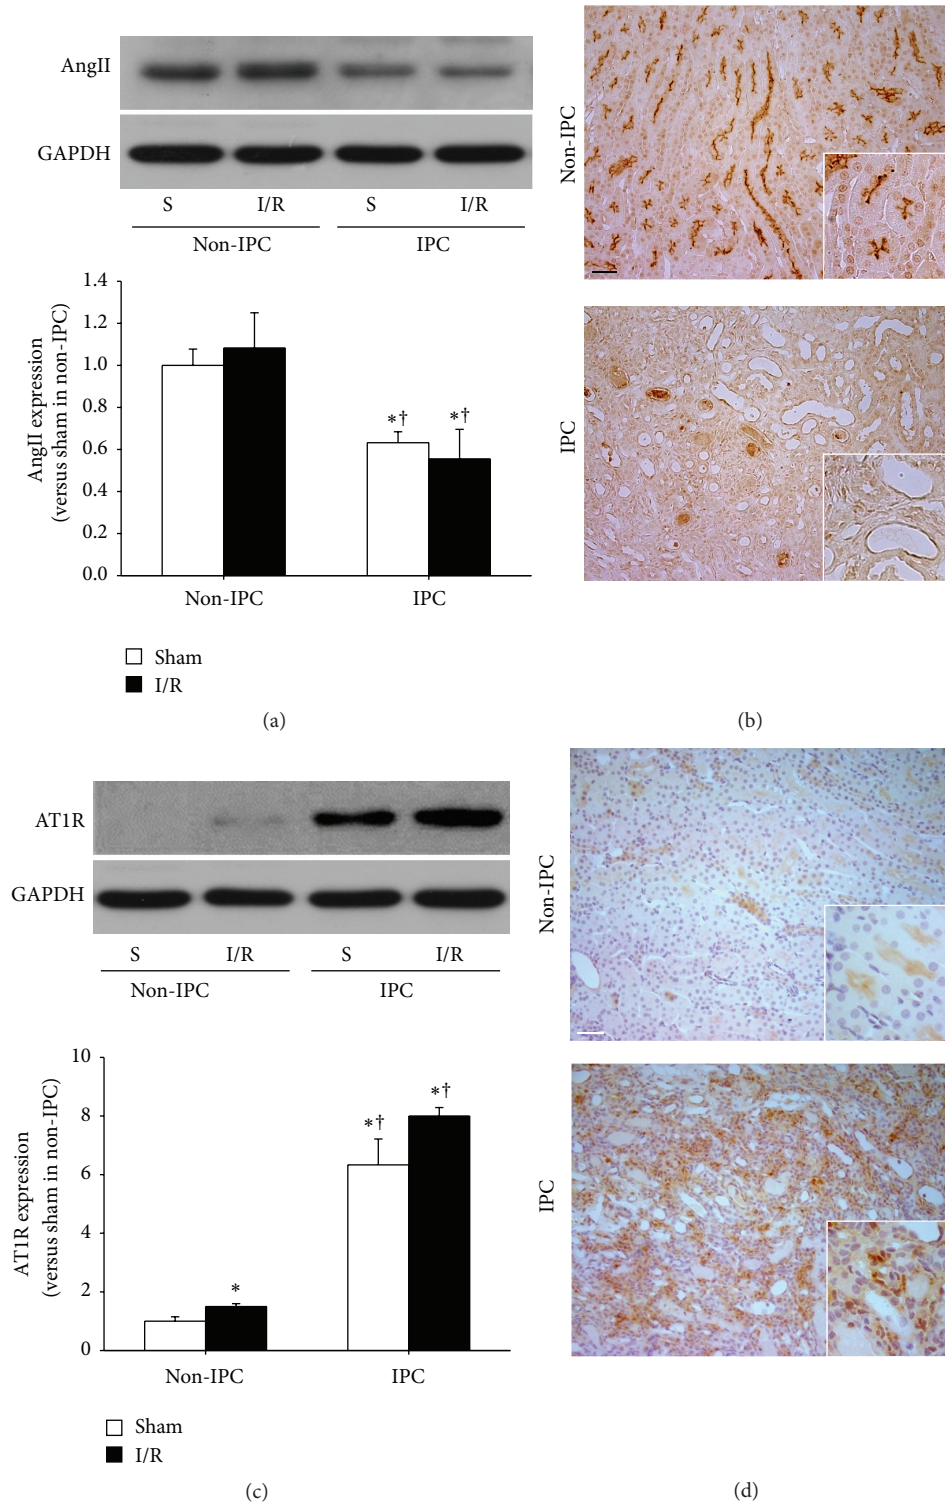 AngII
GAPDH
S I/R S I/R
Non-IPC IPC
1.4
1.2
1.0
0.8
0.6
0.4
0.2
0.0
AngII expression
(versus sham in non-IPC)
*† *†
Non-IPC IPC
Sham
I/R
(a)
Non-IPC
IPC
(b)
AT1R
GAPDH
S I/R S I/R
Non-IPC IPC
10
8
6
4
2
0
AT1R expression
(versus sham in non-IPC)
* *† *†
Non-IPC IPC
Sham
I/R
(c)
Non-IPC
IPC
(d)